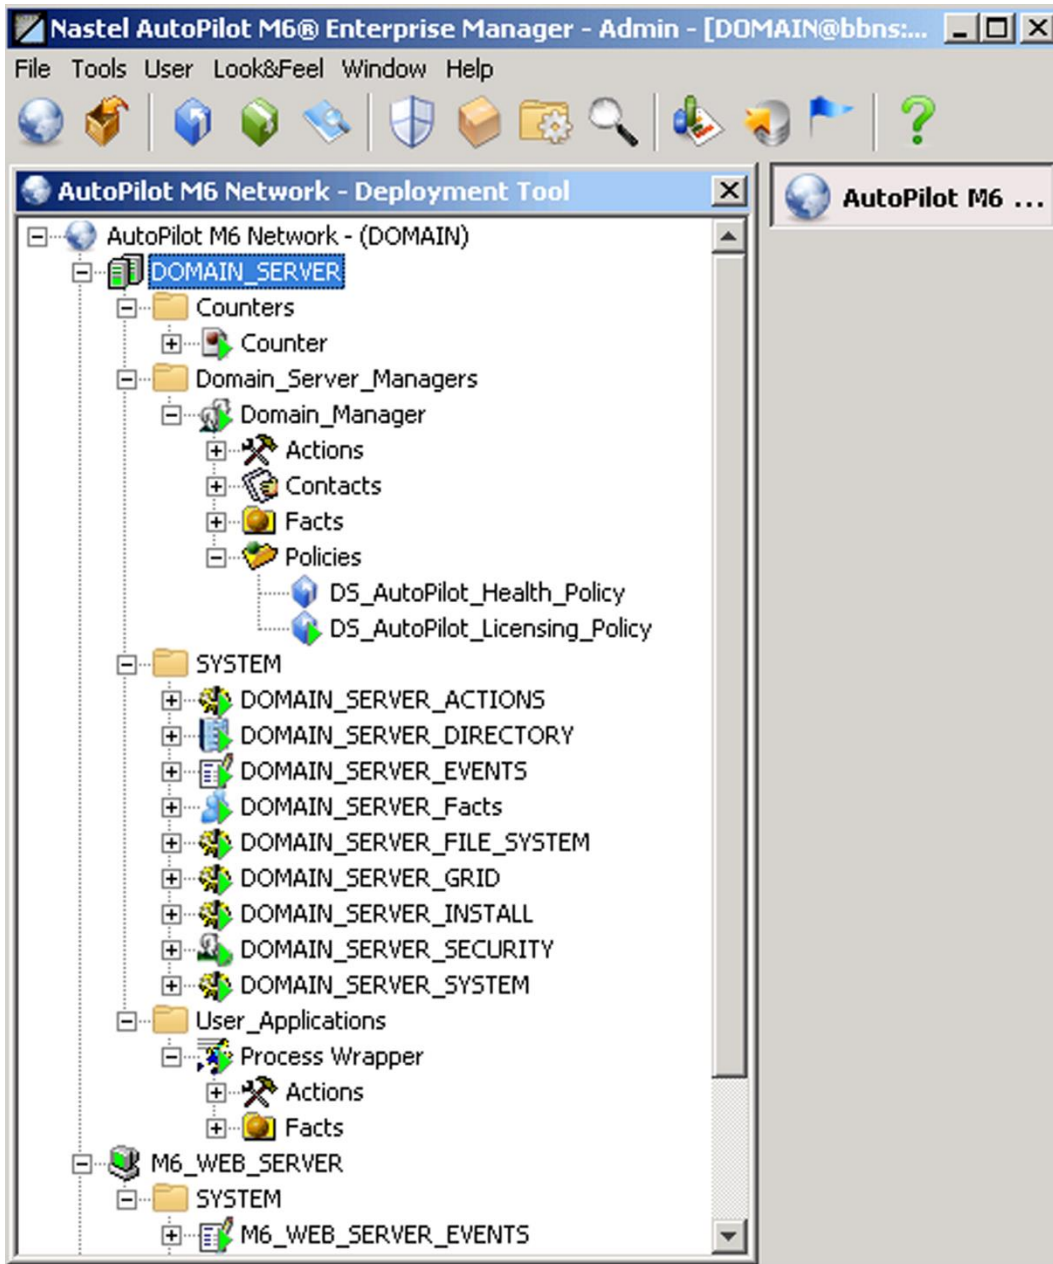 Nastel AutoPilot M6® Enterprise Manager - Admin - [DOMAIN@bbns:...
File Tools User Look&Feel Window Help
AutoPilot M6 Network - Deployment Tool
AutoPilot M6 ...
AutoPilot M6 Network - (DOMAIN)
DOMAIN_SERVER
Counters
Counter
Domain_Server_Managers
Domain_Manager
Actions
Contacts
Facts
Policies
DS_AutoPilot_Health_Policy
DS_AutoPilot_Licensing_Policy
SYSTEM
DOMAIN_SERVER_ACTIONS
DOMAIN_SERVER_DIRECTORY
DOMAIN_SERVER_EVENTS
DOMAIN_SERVER_Facts
DOMAIN_SERVER_FILE_SYSTEM
DOMAIN_SERVER_GRID
DOMAIN_SERVER_INSTALL
DOMAIN_SERVER_SECURITY
DOMAIN_SERVER_SYSTEM
User_Applications
Process Wrapper
Actions
Facts
M6_WEB_SERVER
SYSTEM
M6_WEB_SERVER_EVENTS